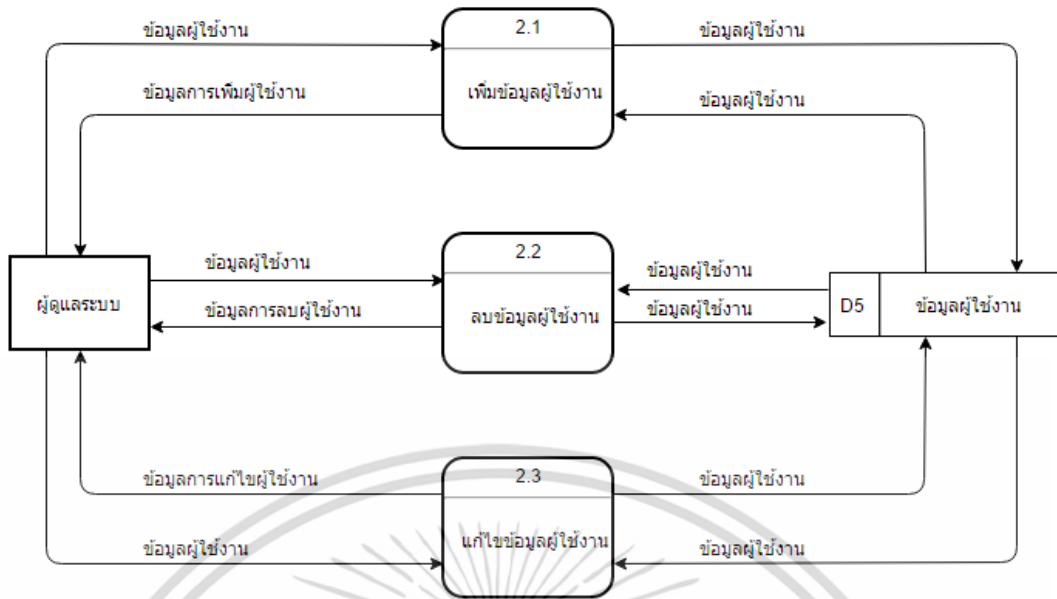 ข้อมูลผู้ใช้งาน
2.1
ข้อมูลผู้ใช้งาน
ข้อมูลการเพิ่มผู้ใช้งาน
เพิ่มข้อมูลผู้ใช้งาน
ข้อมูลผู้ใช้งาน
2.2
ข้อมูลผู้ใช้งาน
ข้อมูลผู้ใช้งาน
ผู้ดูแลระบบ
ข้อมูลการลบผู้ใช้งาน
ลบข้อมูลผู้ใช้งาน
ข้อมูลผู้ใช้งาน
D5
ข้อมูลผู้ใช้งาน
2.3
ข้อมูลการแก้ไขผู้ใช้งาน
ข้อมูลผู้ใช้งาน
แก้ไขข้อมูลผู้ใช้งาน
ข้อมูลผู้ใช้งาน
ข้อมูลผู้ใช้งาน